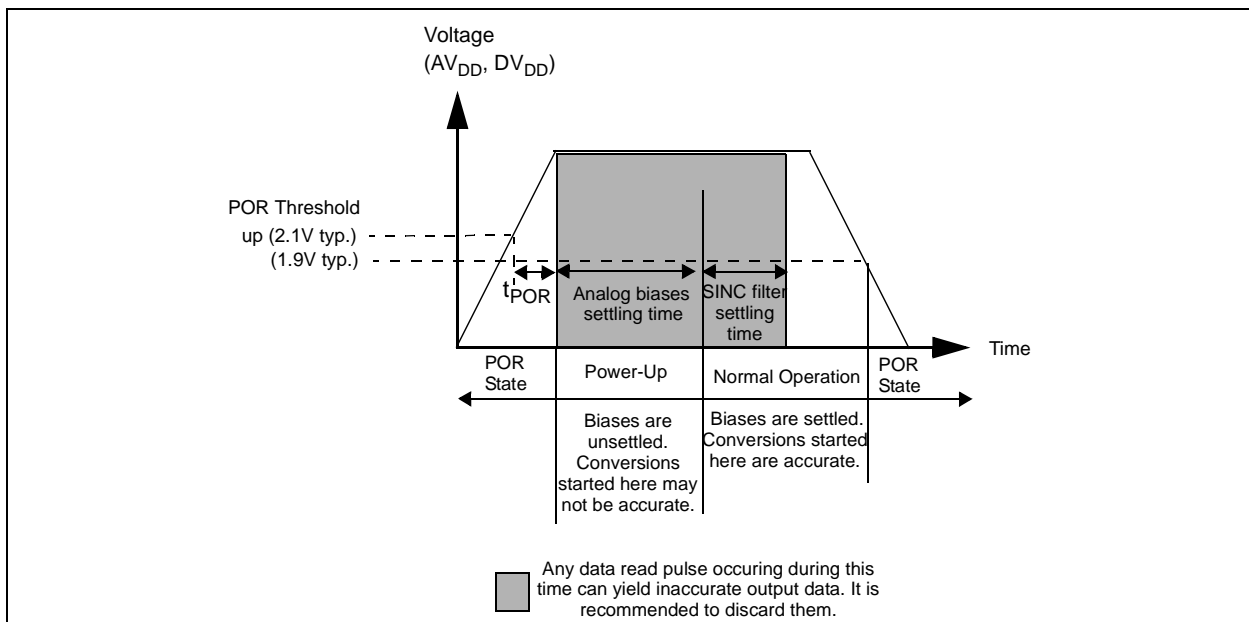 Voltage
(AVDD, DVDD)
POR Threshold
up (2.1V typ.)
(1.9V typ.)
tPOR
Analog biases
settling time
SINC filter
settling
time
Time
POR
State
Power-Up
Normal Operation
POR
State
Biases are
unsettled.
Conversions
started here may
not be accurate.
Biases are settled.
Conversions started
here are accurate.
Any data read pulse occuring during this
time can yield inaccurate output data. It is
recommended to discard them.